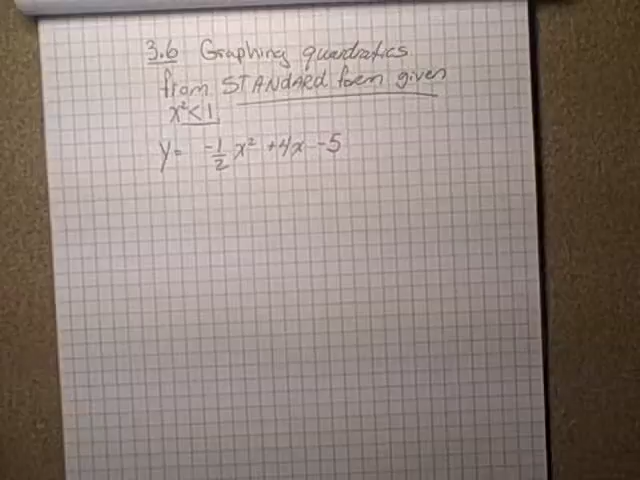 3.6 Graphing quadratics
from STANDARD form given
x² < 1
y = -1/2 x² + 4x - 5